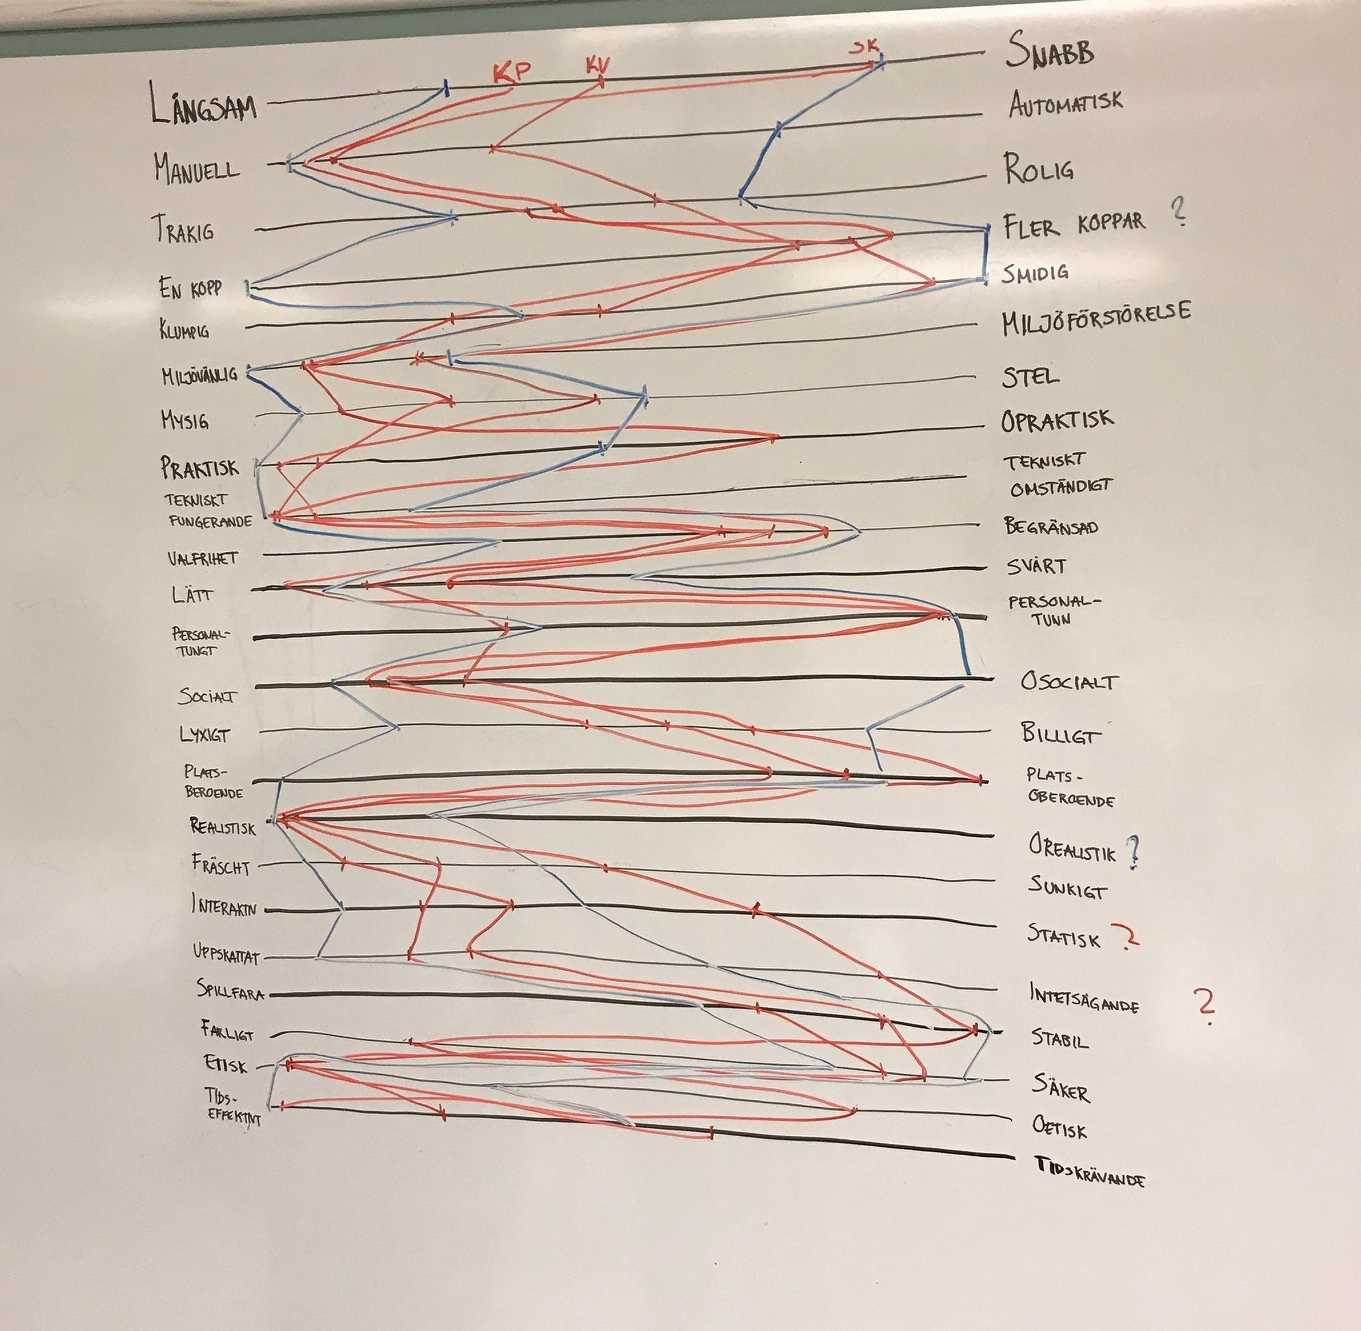 KP KV SK
LÅNGSAM SNABB
MANUELL AUTOMATISK
TRÅKIG ROLIG
EN KOPP FLER KOPPAR ?
KLUMPIG SMIDIG
MILJÖVÄNLIG MILJÖFÖRSTÖRELSE
MYSIG STEL
PRAKTISK OPRAKTISK
TEKNISKT TEKNISKT
FUNGERANDE OMSTÄNDIGT
VALFRIHET BEGRÄNSAD
LÄTT SVÅRT
PERSONAL- PERSONAL-
TUNGT TUNN
SOCIALT OSOCIALT
LYXIGT BILLIGT
PLATS- PLATS-
BEROENDE OBEROENDE
REALISTISK OREALISTIK ?
FRÄSCHT SUNKIGT
INTERAKTIV STATISK ?
UPPSKATTAT INTETSÄGANDE ?
SPILLFARA STABIL
FARLIGT SÄKER
ETISK OETISK
TIDS- TIDSKRÄVANDE
EFFEKTIVT